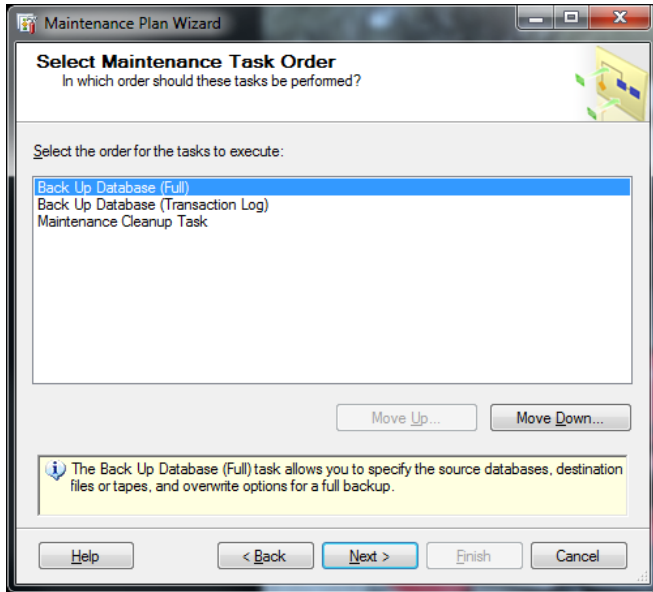 Maintenance Plan Wizard
Select Maintenance Task Order
In which order should these tasks be performed?
Select the order for the tasks to execute:
Back Up Database (Full)
Back Up Database (Transaction Log)
Maintenance Cleanup Task
Move Up...
Move Down...
The Back Up Database (Full) task allows you to specify the source databases, destination
files or tapes, and overwrite options for a full backup.
Help
< Back
Next >
Finish
Cancel